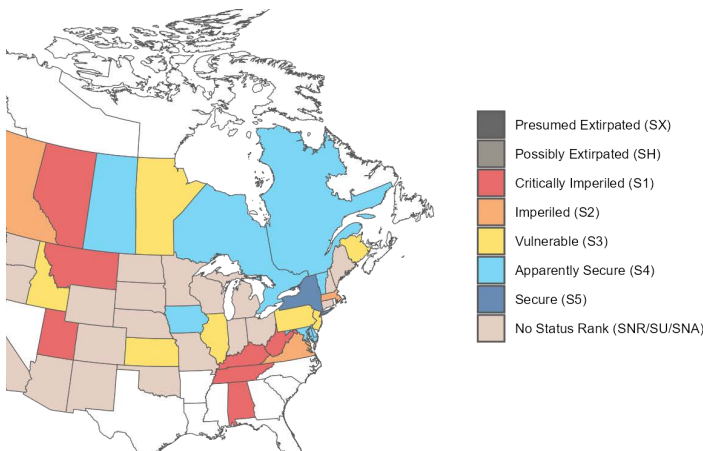 Presumed Extirpated (SX)
Possibly Extirpated (SH)
Critically Imperiled (S1)
Imperiled (S2)
Vulnerable (S3)
Apparently Secure (S4)
Secure (S5)
No Status Rank (SNR/SU/SNA)